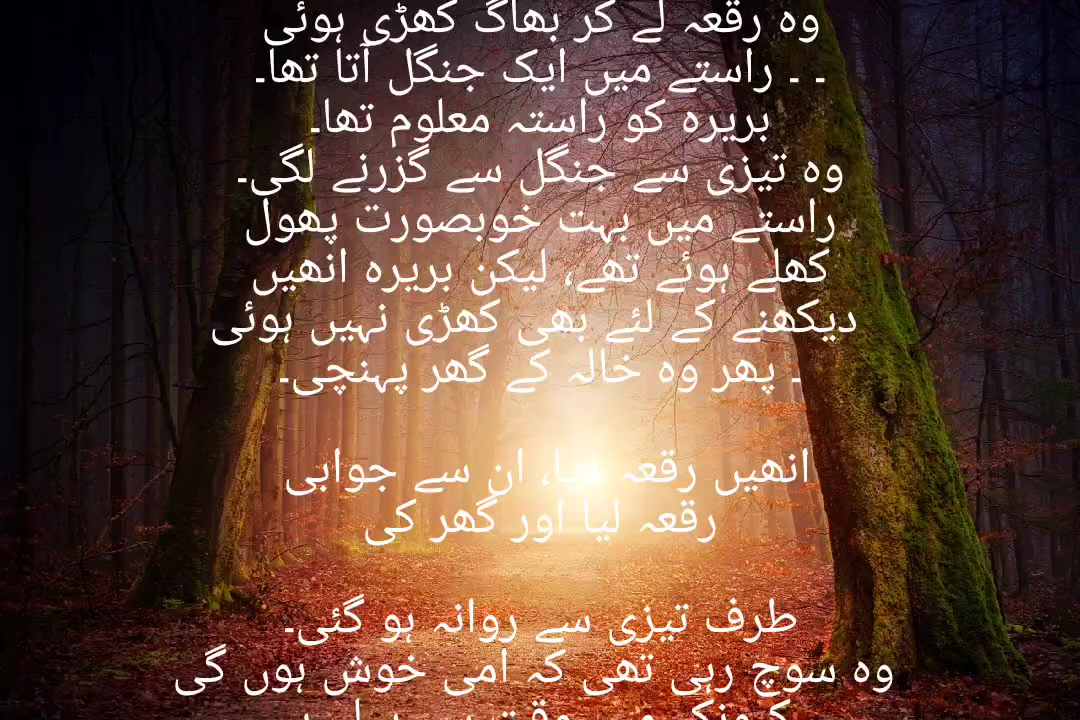 وہ رقعہ لے کر بھاگ کھڑی ہوئی
۔ ۔ راستے میں ایک جنگل آتا تھا۔
بریرہ کو راستہ معلوم تھا۔
وہ تیزی سے جنگل سے گزرنے لگی۔
راستے میں بہت خوبصورت پھول
کھلے ہوئے تھے، لیکن بریرہ انھیں
دیکھنے کے لئے بھی کھڑی نہیں ہوئی
۔ پھر وہ خالہ کے گھر پہنچی۔
انھیں رقعہ دیا، ان سے جوابی
رقعہ لیا اور گھر کی
طرف تیزی سے روانہ ہو گئی۔
وہ سوچ رہی تھی کہ امی خوش ہوں گی